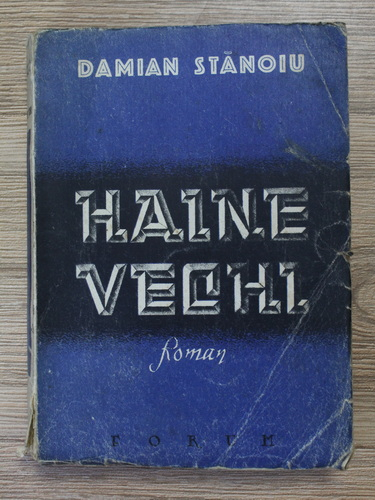 DAMIAN STĂNOIU
HAINE
VECHI
Roman
FORUM